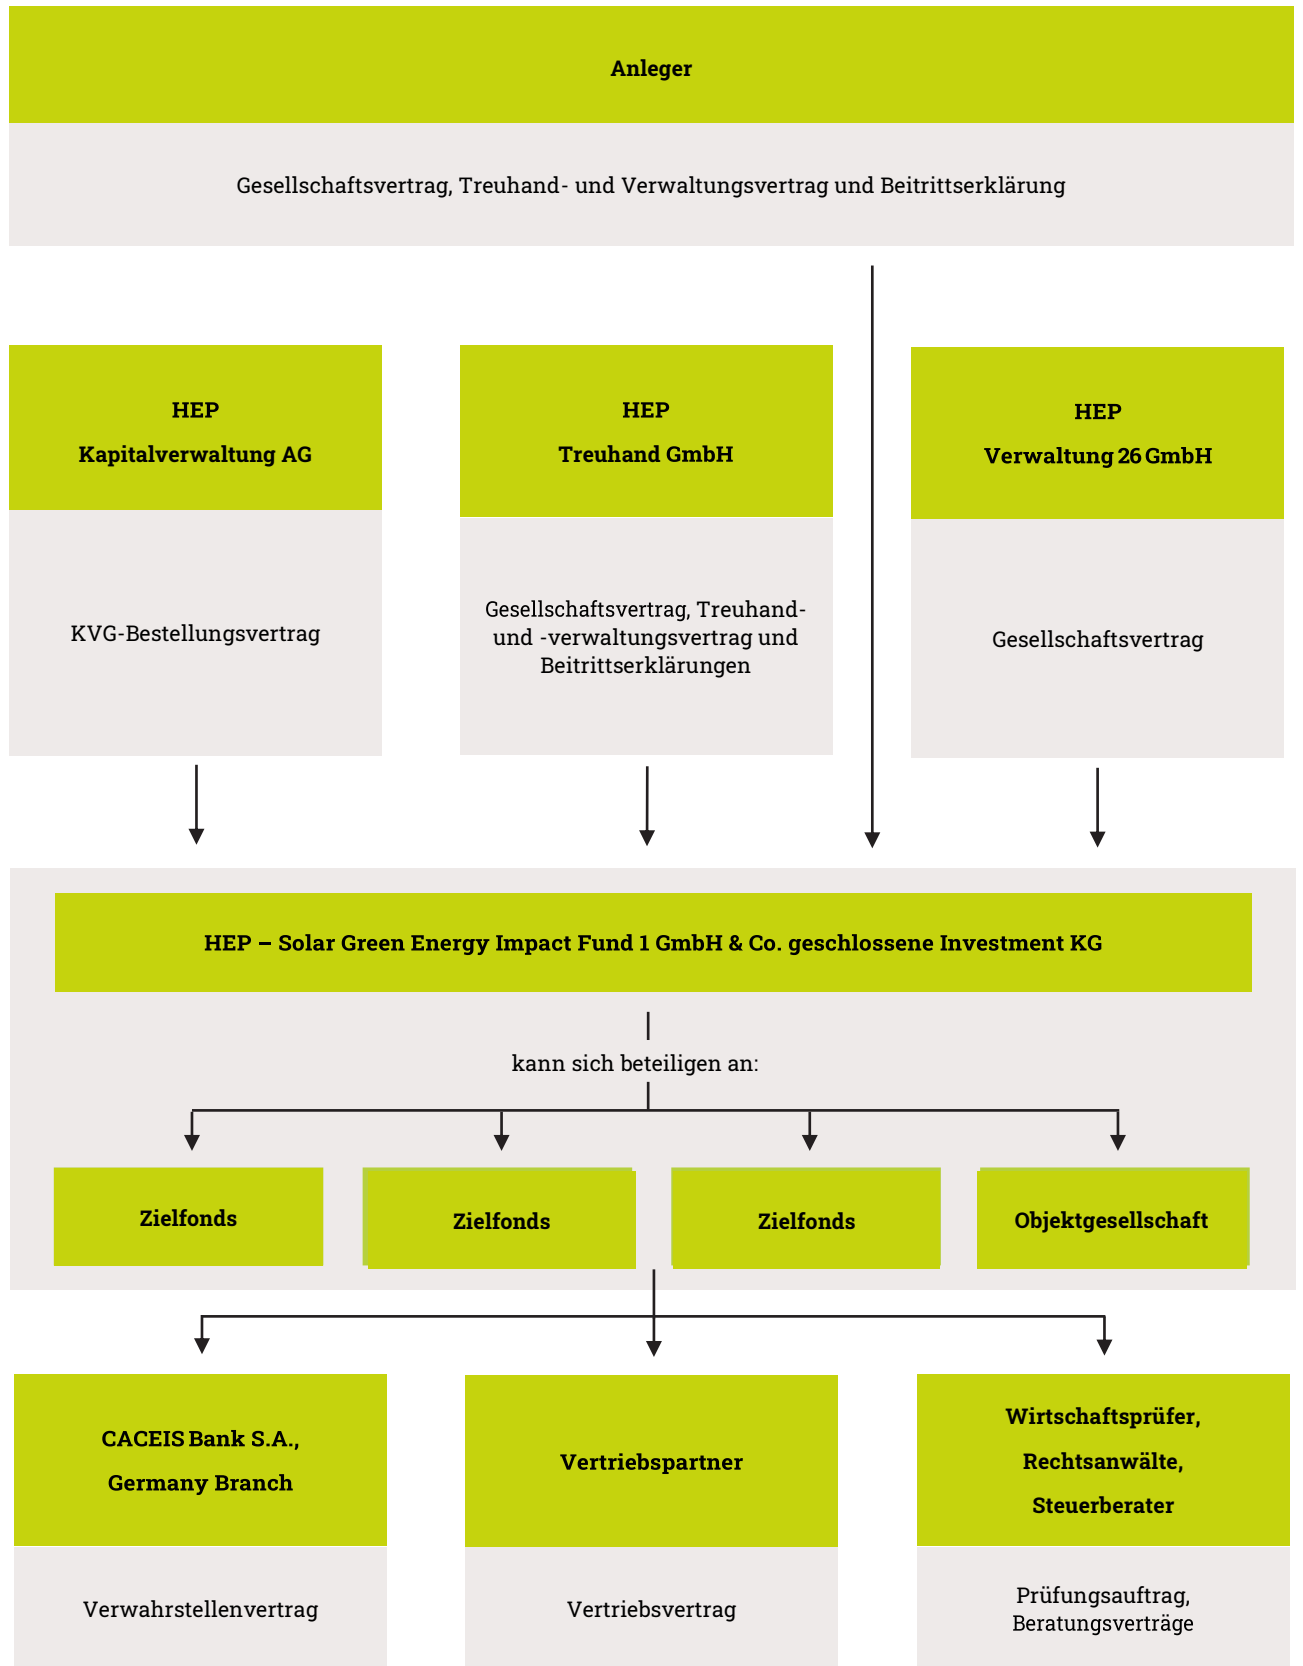 Anleger
Gesellschaftsvertrag, Treuhand- und Verwaltungsvertrag und Beitrittserklärung
HEP
Kapitalverwaltung AG
KVG-Bestellungsvertrag
HEP
Treuhand GmbH
Gesellschaftsvertrag, Treuhand-
und -verwaltungsvertrag und
Beitrittserklärungen
HEP
Verwaltung 26 GmbH
Gesellschaftsvertrag
HEP – Solar Green Energy Impact Fund 1 GmbH & Co. geschlossene Investment KG
kann sich beteiligen an:
Zielfonds
Zielfonds
Zielfonds
Objektgesellschaft
CACEIS Bank S.A.,
Germany Branch
Verwahrstellenvertrag
Vertriebspartner
Vertriebsvertrag
Wirtschaftsprüfer,
Rechtsanwälte,
Steuerberater
Prüfungsauftrag,
Beratungsverträge